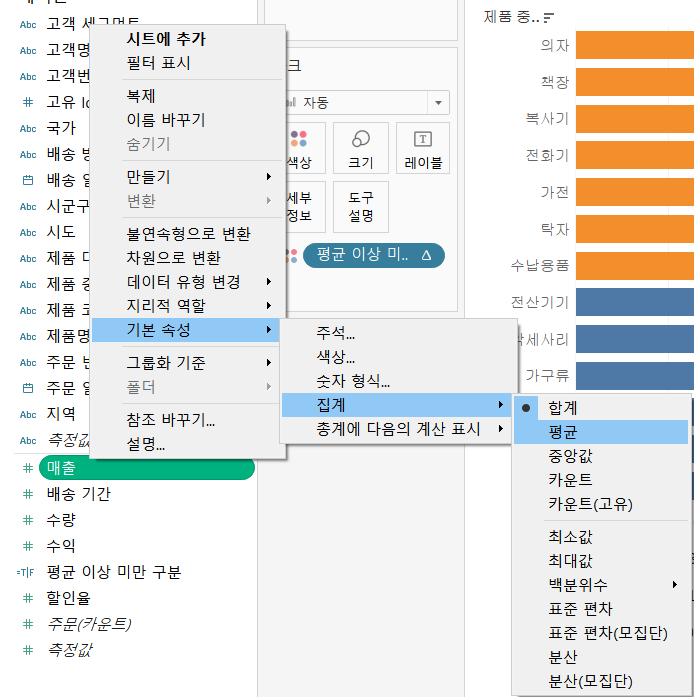 Abc 고객 세그먼트
Abc 고객명
Abc 고객번
# 고유 Id
Abc 국가
Abc 배송 방
배송 일
Abc 시군구
Abc 시도
Abc 제품 대
Abc 제품 중
Abc 제품 코
Abc 제품명
Abc 주문 번
주문 일
Abc 지역
Abc 측정값
# 매출
# 배송 기간
# 수량
# 수익
=T|F 평균 이상 미만 구분
# 할인율
# 주문(카운트)
# 측정값
시트에 추가
필터 표시
복제
이름 바꾸기
숨기기
만들기
변환
불연속형으로 변환
차원으로 변환
데이터 유형 변경
지리적 역할
기본 속성
그룹화 기준
폴더
참조 바꾸기...
설명...
크
자동
색상
크기
레이블
세부
정보
도구
설명
평균 이상 미.. Δ
주석...
색상...
숫자 형식...
집계
총계에 다음의 계산 표시
합계
평균
중앙값
카운트
카운트(고유)
최소값
최대값
백분위수
표준 편차
표준 편차(모집단)
분산
분산(모집단)
제품 중..
의자
책장
복사기
전화기
가전
탁자
수납용품
전산기기
악세사리
가구류